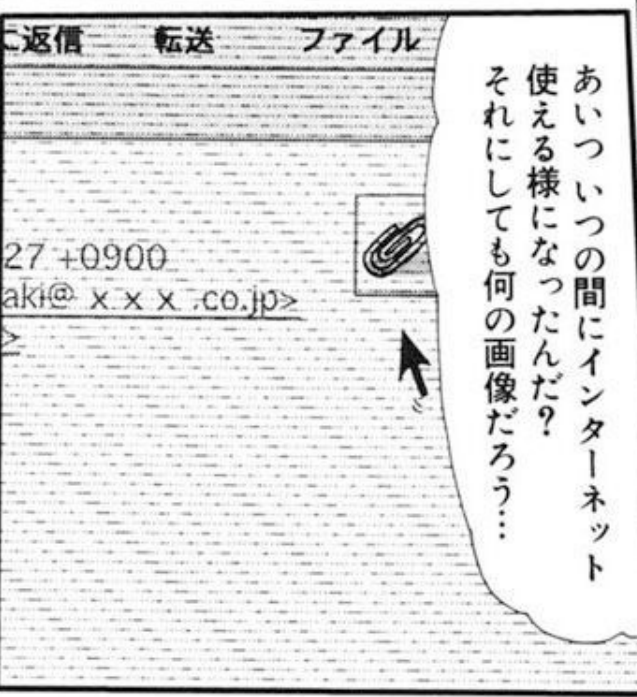 に返信 転送 ファイル
あいつ いつの間にインターネット
使える様になったんだ?
それにしても何の画像だろう…
27 +0900
aki@ x x x .co.jp>
>